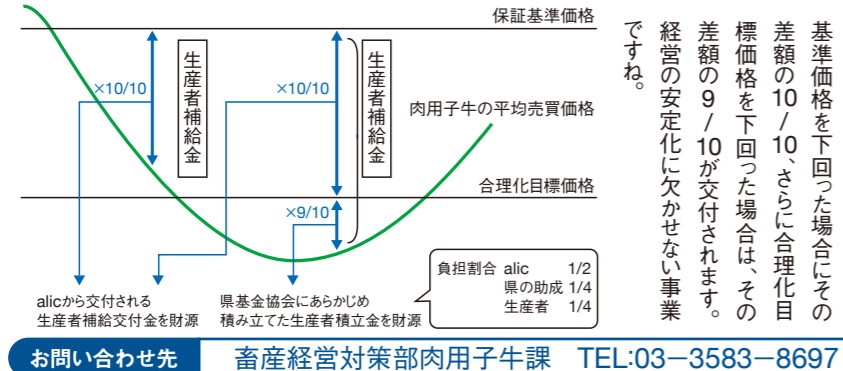 保証基準価格
×10/10
生産者補給金
×10/10
生産者補給金
肉用子牛の平均売買価格
合理化目標価格
×9/10
alicから交付される
生産者補給交付金を財源
県基金協会にあらかじめ
積み立てた生産者積立金を財源
負担割合 alic 1/2
県の助成 1/4
生産者 1/4
基準価格を下回った場合にその
差額の10/10、さらに合理化目
標価格を下回った場合は、その
差額の9/10が交付されます。
経営の安定化に欠かせない事業
ですね。
お問い合わせ先 畜産経営対策部肉用子牛課 TEL:03−3583−8697